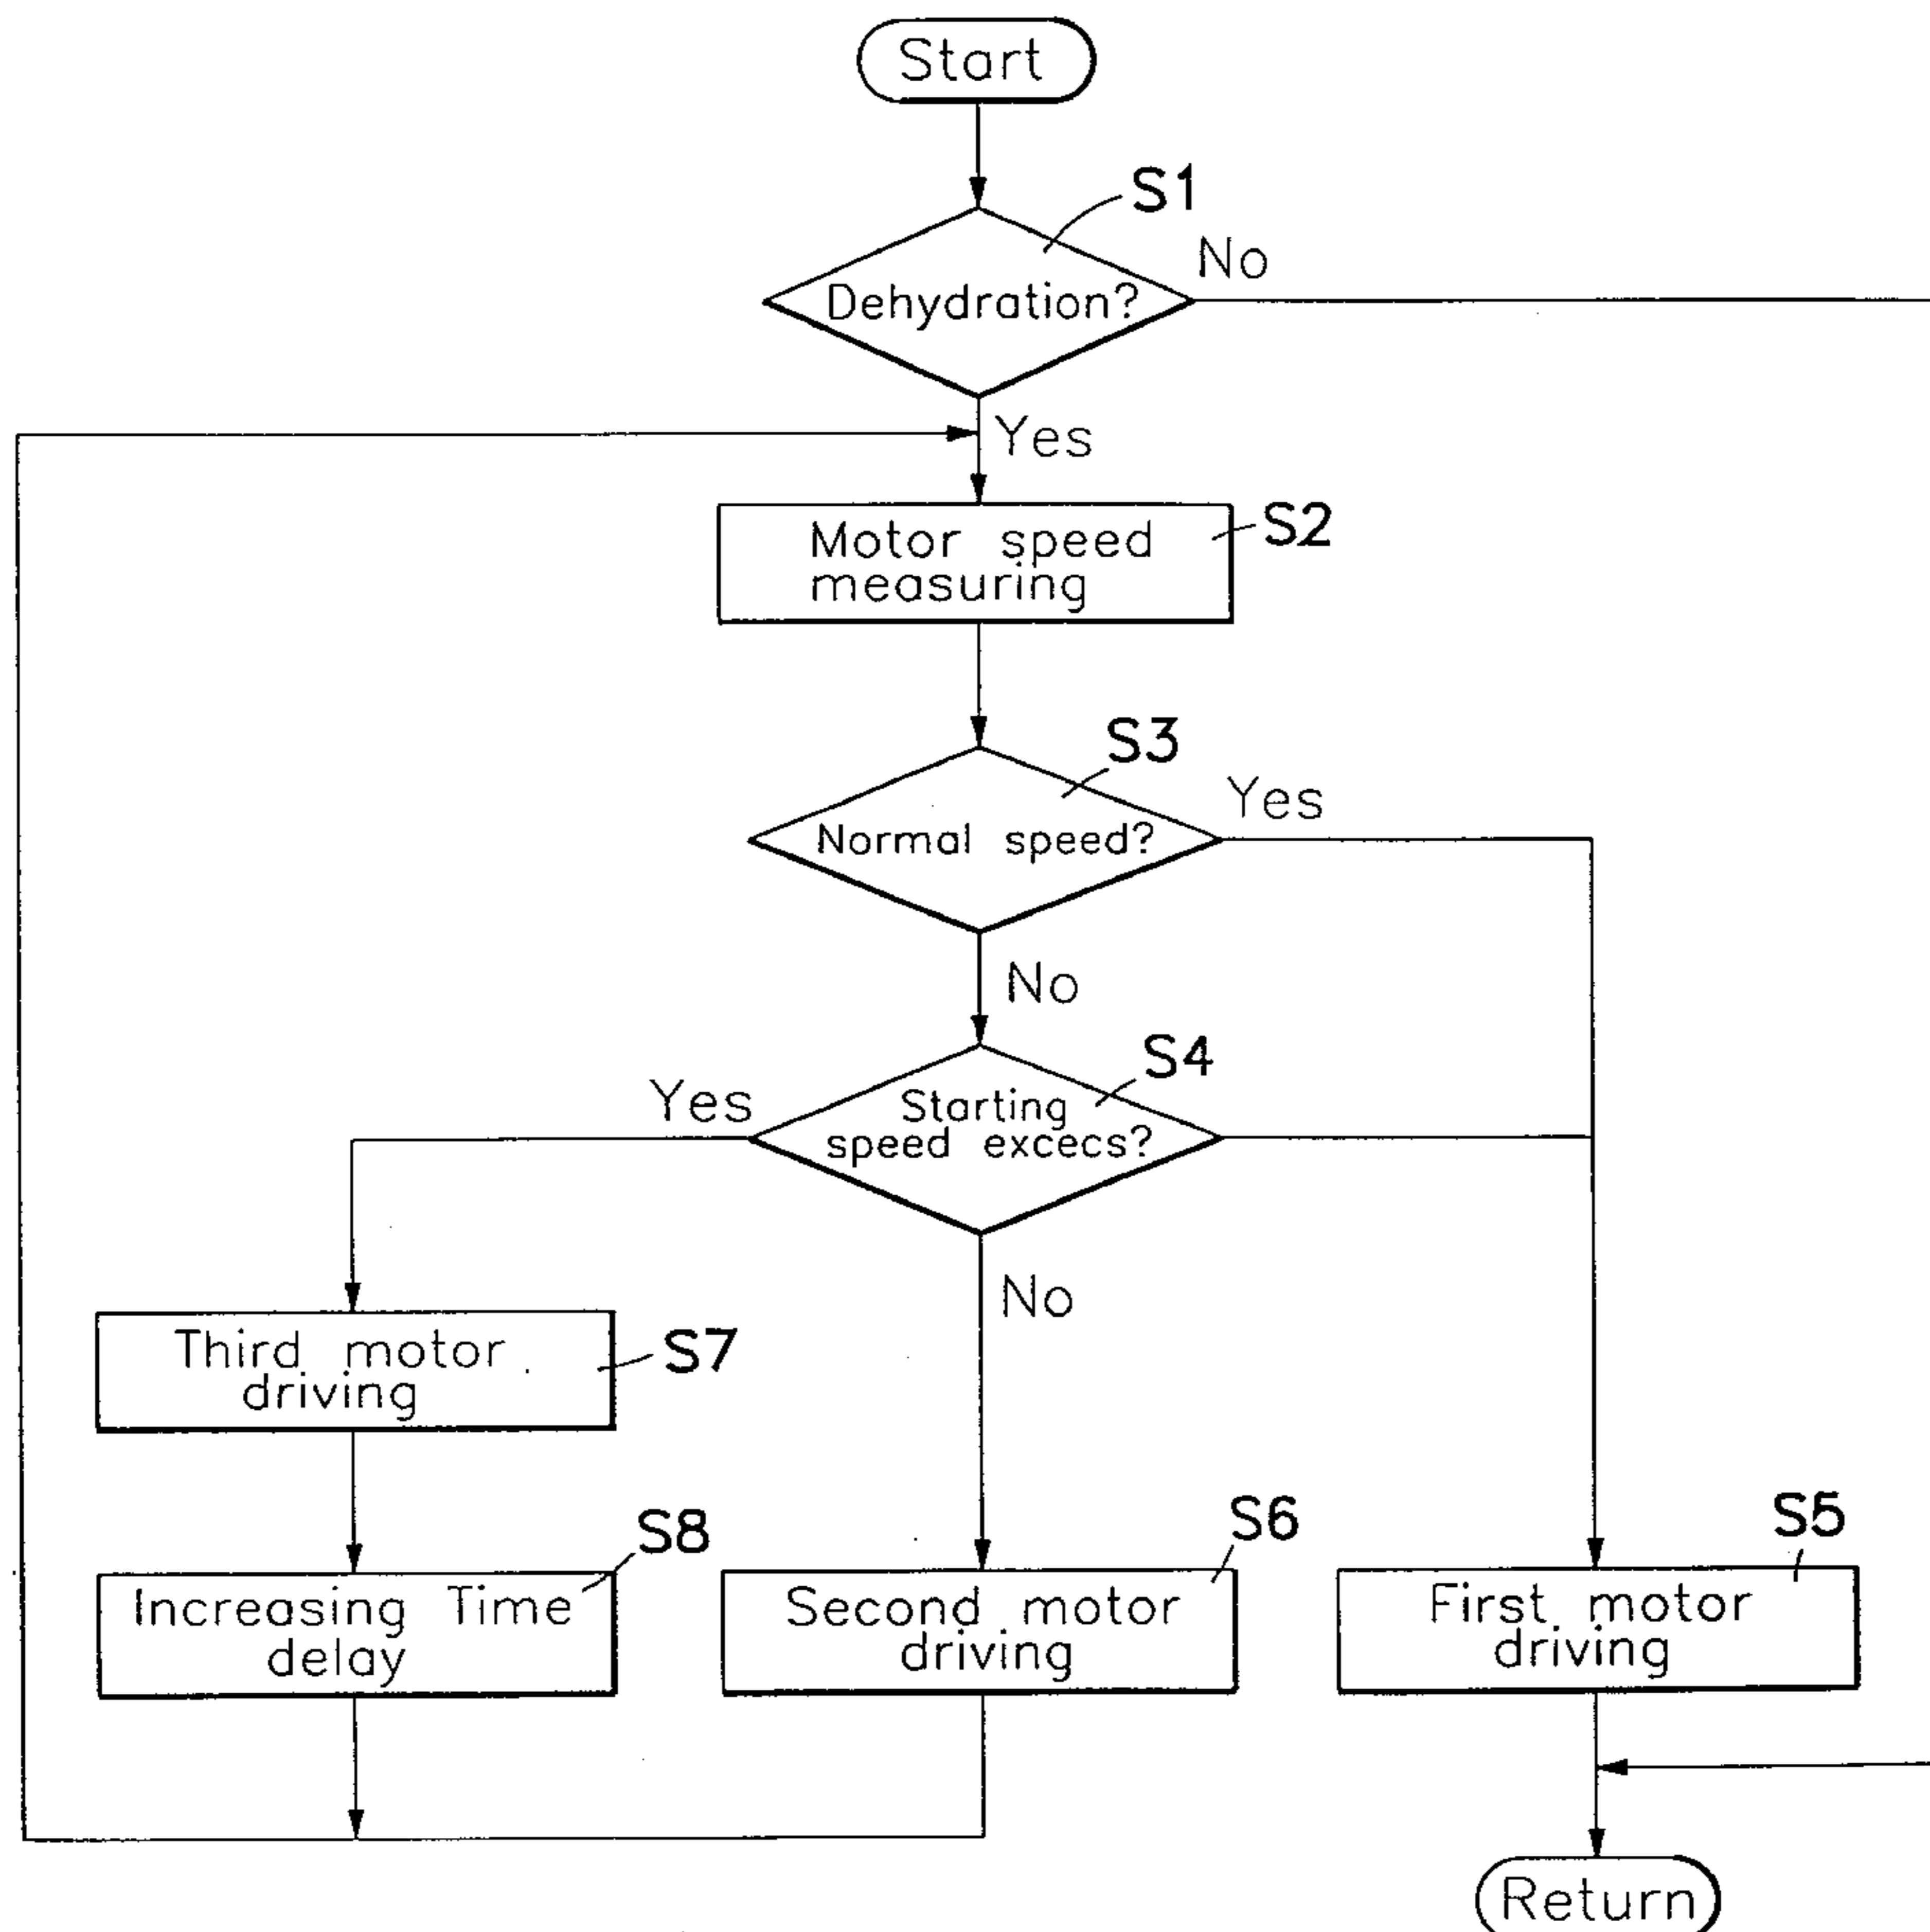 Start
S1
No
Dehydration?
Yes
Motor speed
measuring
S2
S3
Yes
Normal speed?
No
S4
Yes
Starting
speed excecs?
No
Third motor
driving
S7
S8
Increasing Time
delay
S6
Second motor
driving
S5
First motor
driving
Return